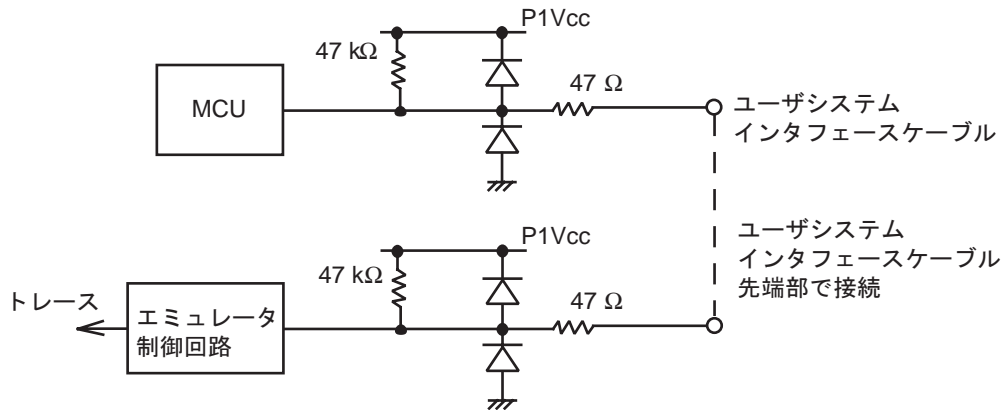 P1Vcc
47 kΩ
47 Ω
MCU
ユーザシステム
インタフェースケーブル
P1Vcc
ユーザシステム
インタフェースケーブル
先端部で接続
47 kΩ
47 Ω
トレース
エミュレータ
制御回路